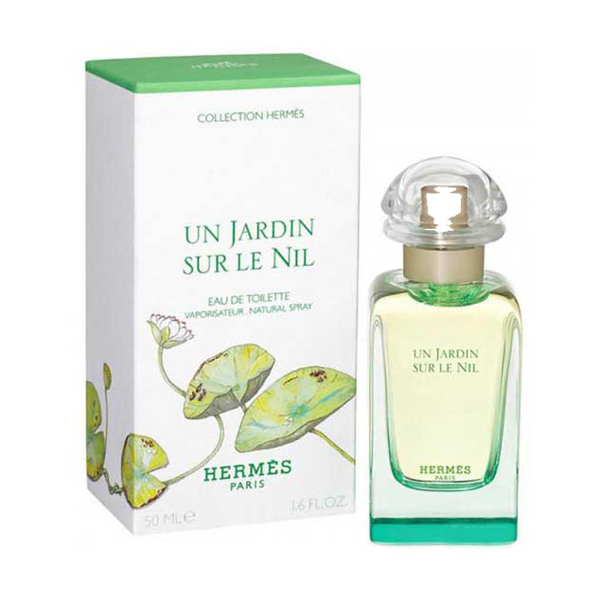 COLLECTION HERMÈS
UN JARDIN
SUR LE NIL
EAU DE TOILETTE
VAPORISATEUR . NATURAL SPRAY
HERMÈS
PARIS
50 ML e
1.6 FL.OZ.
UN JARDIN
SUR LE NIL
HERMÈS
PARIS